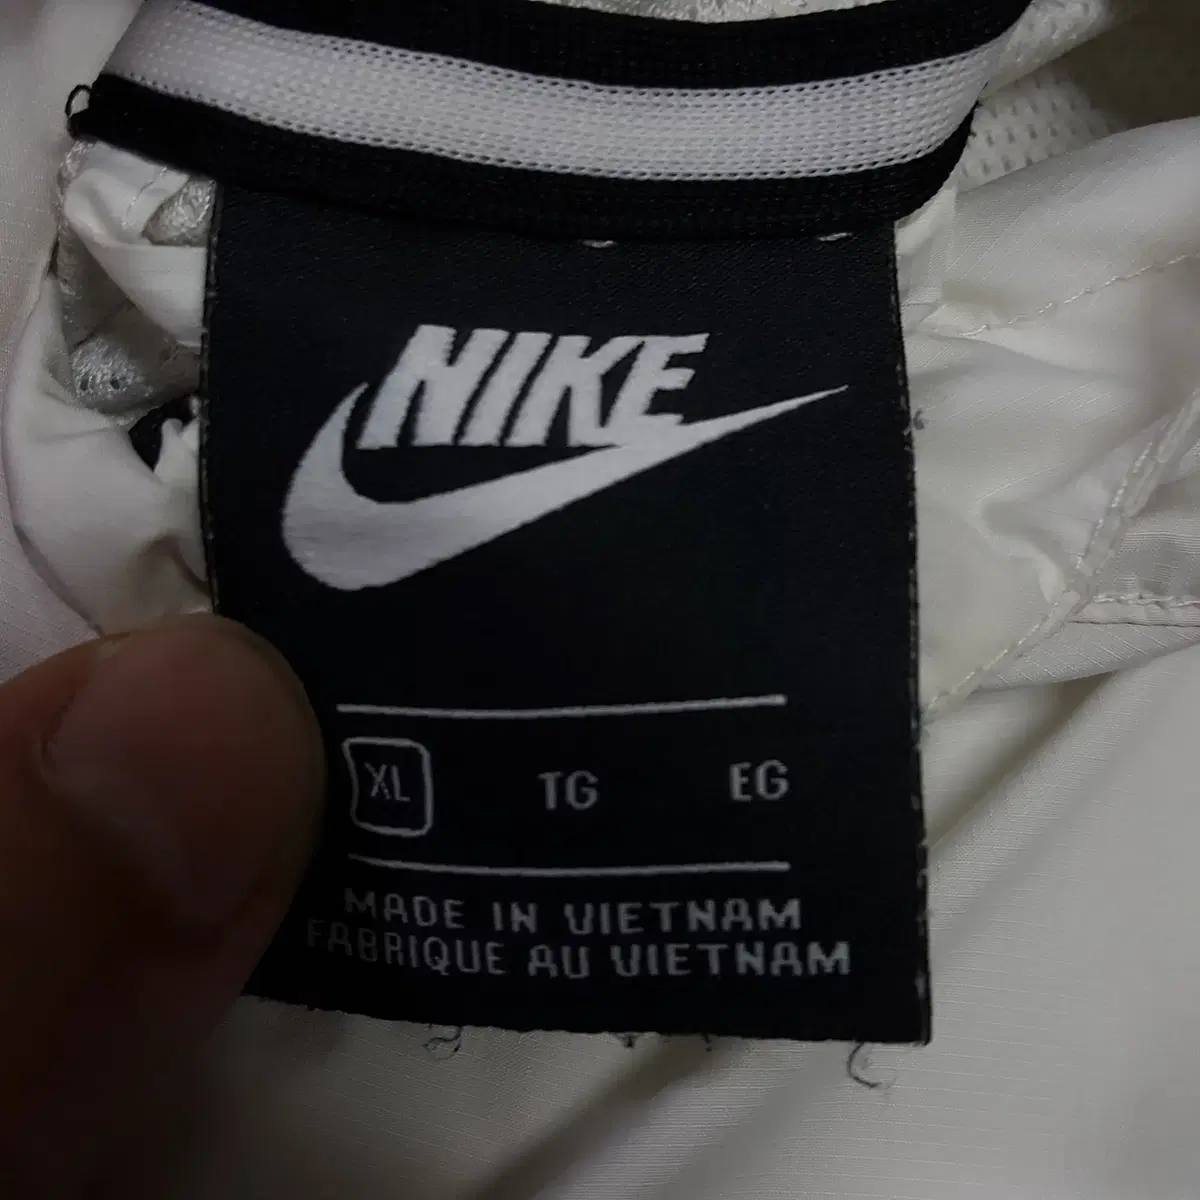 NIKE
XL TG EG
MADE IN VIETNAM
FABRIQUE AU VIETNAM